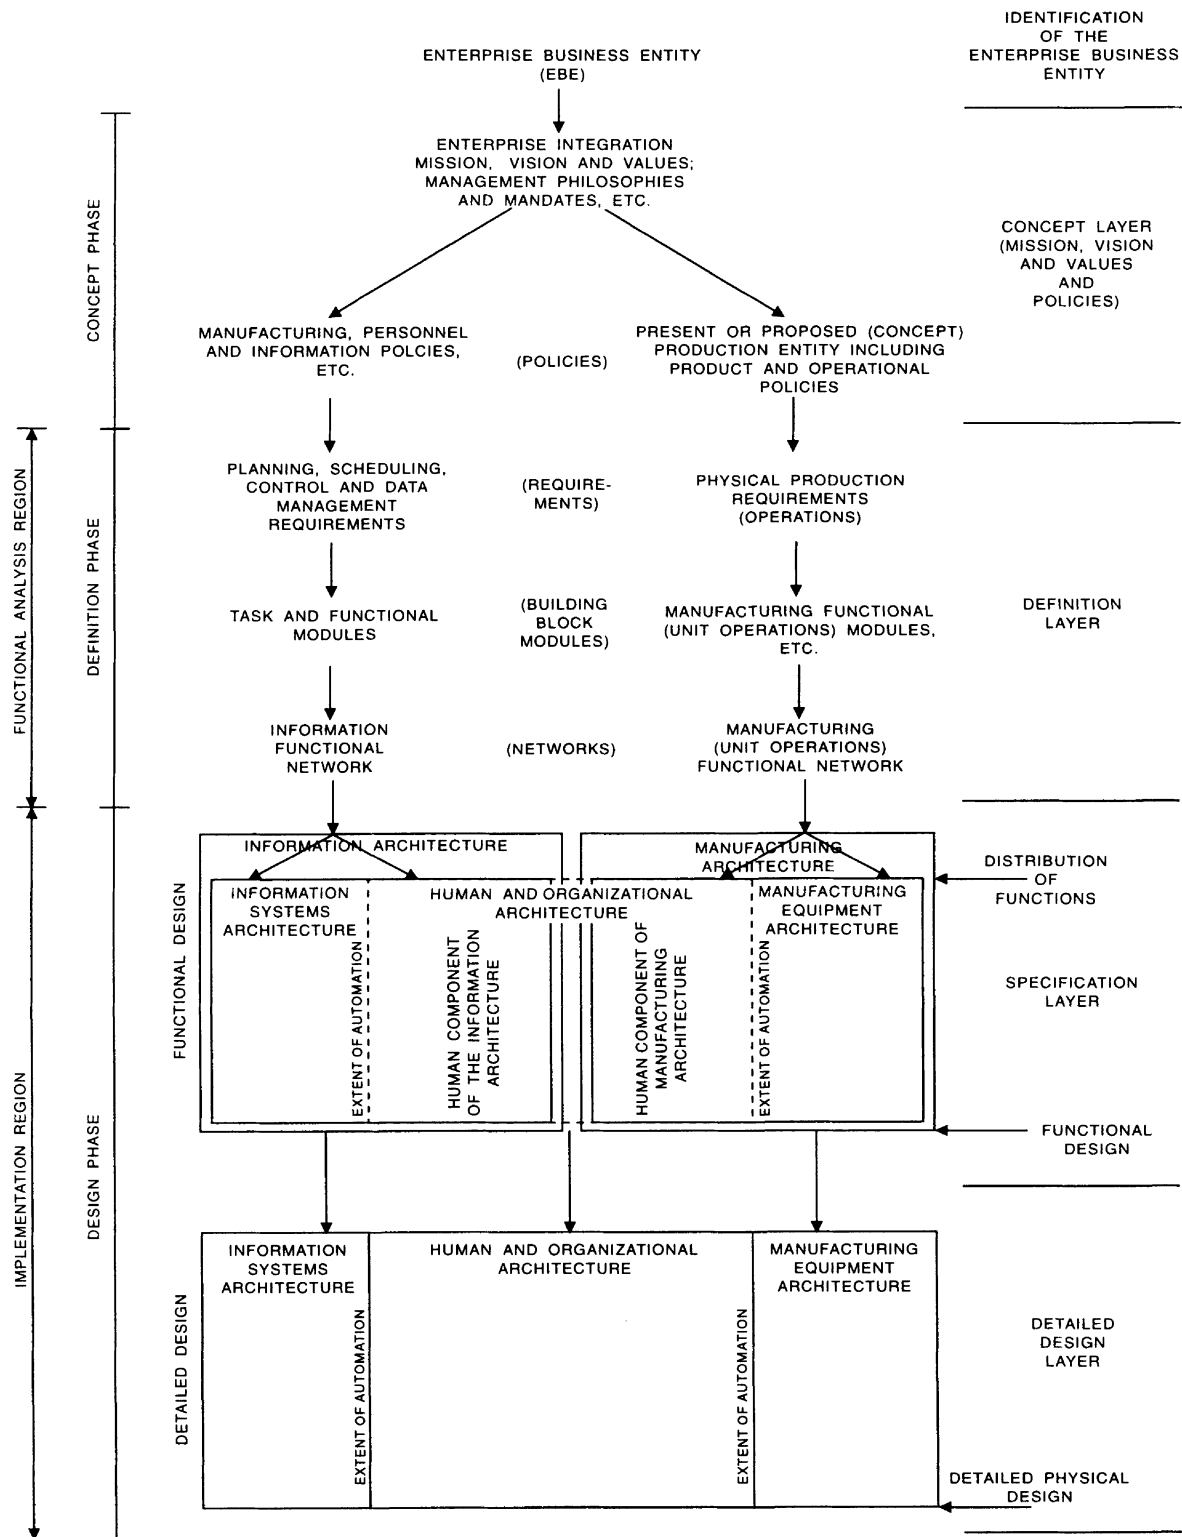 IDENTIFICATION
OF THE
ENTERPRISE BUSINESS
ENTITY
ENTERPRISE BUSINESS ENTITY
(EBE)
ENTERPRISE INTEGRATION
MISSION, VISION AND VALUES;
MANAGEMENT PHILOSOPHIES
AND MANDATES, ETC.
CONCEPT PHASE
CONCEPT LAYER
(MISSION, VISION
AND VALUES
AND
POLICIES)
MANUFACTURING, PERSONNEL
AND INFORMATION POLCIES,
ETC.
(POLICIES)
PRESENT OR PROPOSED (CONCEPT)
PRODUCTION ENTITY INCLUDING
PRODUCT AND OPERATIONAL
POLICIES
FUNCTIONAL ANALYSIS REGION
DEFINITION PHASE
PLANNING, SCHEDULING,
CONTROL AND DATA
MANAGEMENT
REQUIREMENTS
(REQUIRE-
MENTS)
PHYSICAL PRODUCTION
REQUIREMENTS
(OPERATIONS)
TASK AND FUNCTIONAL
MODULES
(BUILDING
BLOCK
MODULES)
MANUFACTURING FUNCTIONAL
(UNIT OPERATIONS) MODULES,
ETC.
DEFINITION
LAYER
INFORMATION
FUNCTIONAL
NETWORK
(NETWORKS)
MANUFACTURING
(UNIT OPERATIONS)
FUNCTIONAL NETWORK
IMPLEMENTATION REGION
DESIGN PHASE
FUNCTIONAL DESIGN
INFORMATION ARCHITECTURE
MANUFACTURING
ARCHITECTURE
DISTRIBUTION
OF
FUNCTIONS
INFORMATION
SYSTEMS
ARCHITECTURE
HUMAN AND ORGANIZATIONAL
ARCHITECTURE
MANUFACTURING
EQUIPMENT
ARCHITECTURE
EXTENT OF AUTOMATION
HUMAN COMPONENT
OF THE INFORMATION
ARCHITECTURE
HUMAN COMPONENT OF
MANUFACTURING
ARCHITECTURE
EXTENT OF AUTOMATION
SPECIFICATION
LAYER
FUNCTIONAL
DESIGN
DETAILED DESIGN
INFORMATION
SYSTEMS
ARCHITECTURE
HUMAN AND ORGANIZATIONAL
ARCHITECTURE
MANUFACTURING
EQUIPMENT
ARCHITECTURE
EXTENT OF AUTOMATION
EXTENT OF AUTOMATION
DETAILED
DESIGN
LAYER
DETAILED PHYSICAL
DESIGN